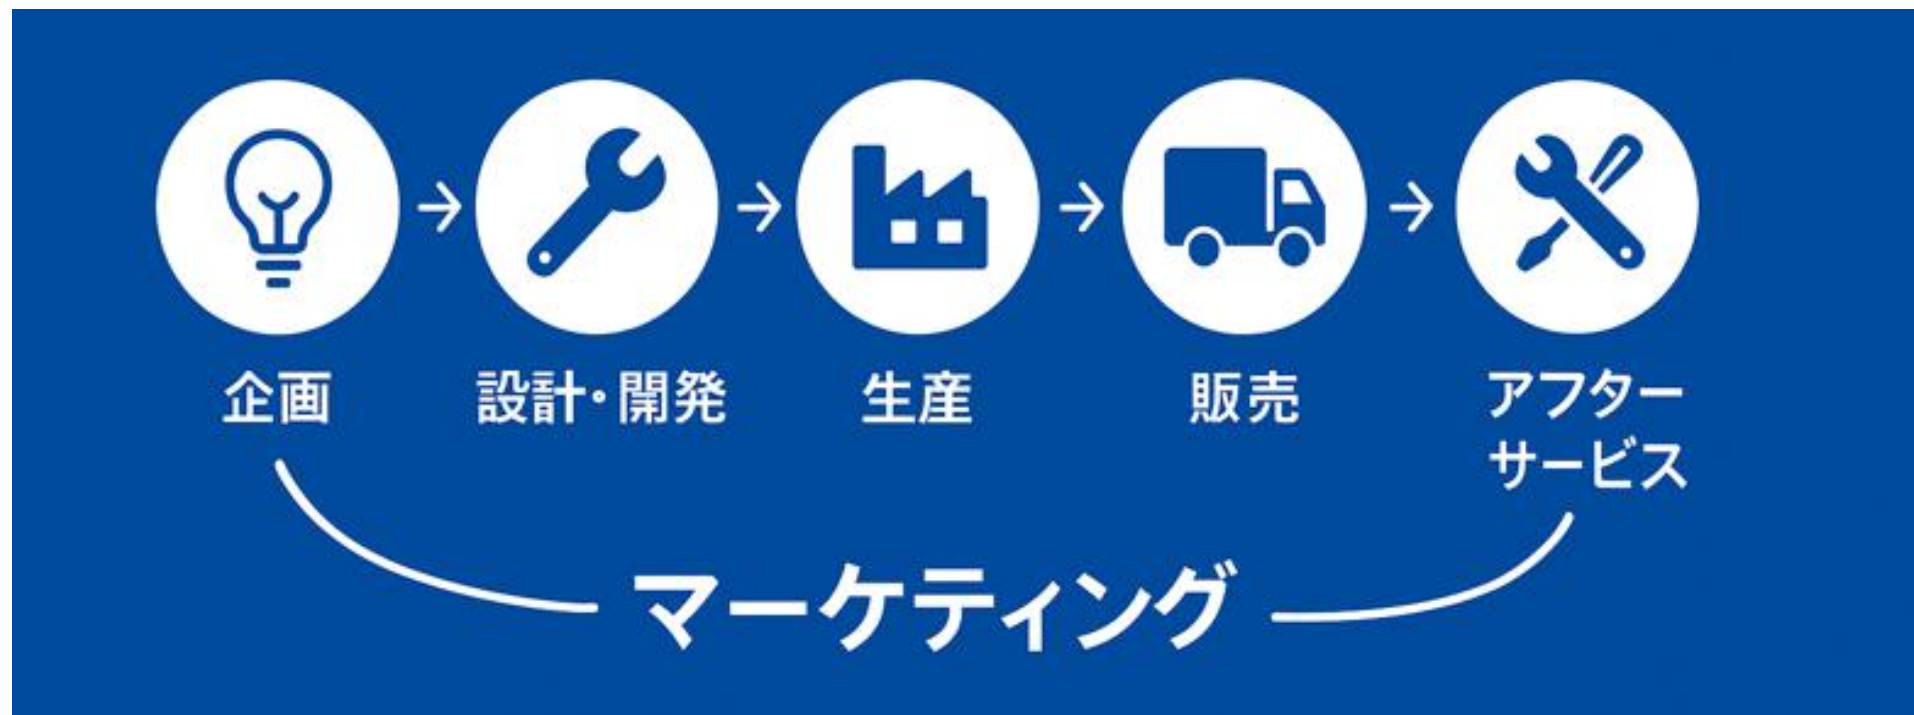 企画
設計・開発
生産
販売
アフター
サービス
マーケティング